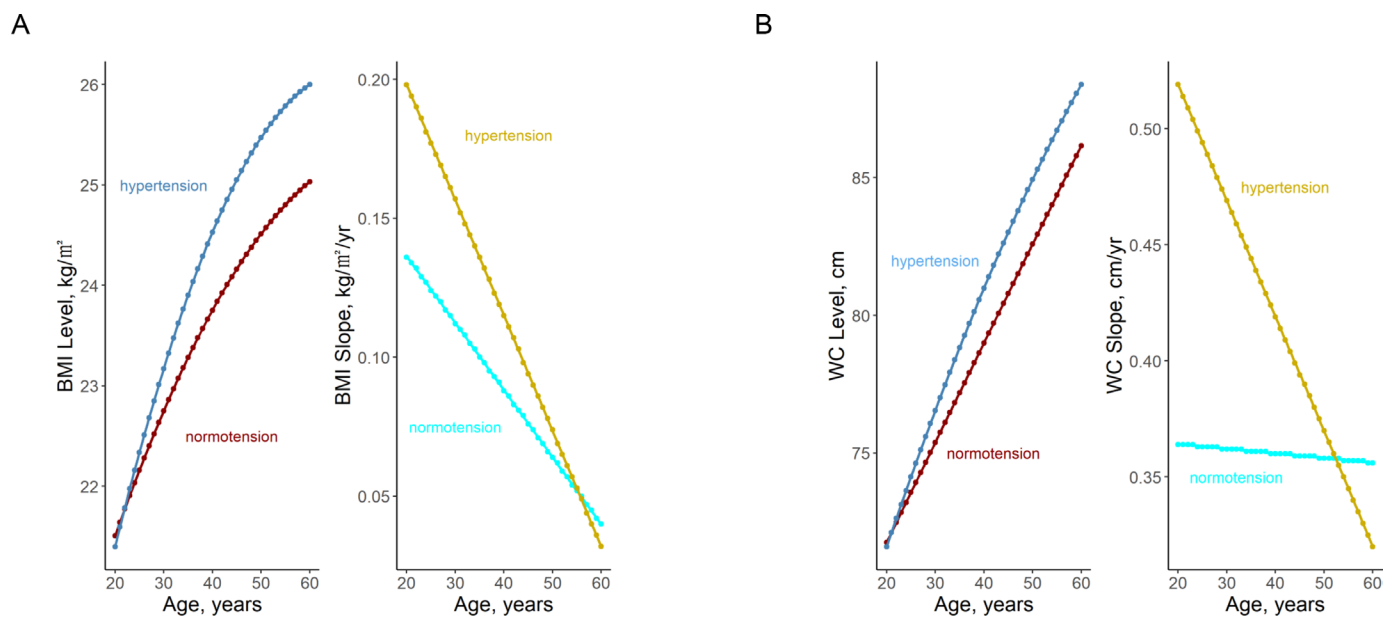 A
BMI Level, kg/㎡
26
25
24
23
22
hypertension
normotension
20 30 40 50 60
Age, years
BMI Slope, kg/㎡/yr
0.20
0.15
0.10
0.05
hypertension
normotension
20 30 40 50 60
Age, years
B
WC Level, cm
85
80
75
hypertension
normotension
20 30 40 50 60
Age, years
WC Slope, cm/yr
0.50
0.45
0.40
0.35
hypertension
normotension
20 30 40 50 60
Age, years